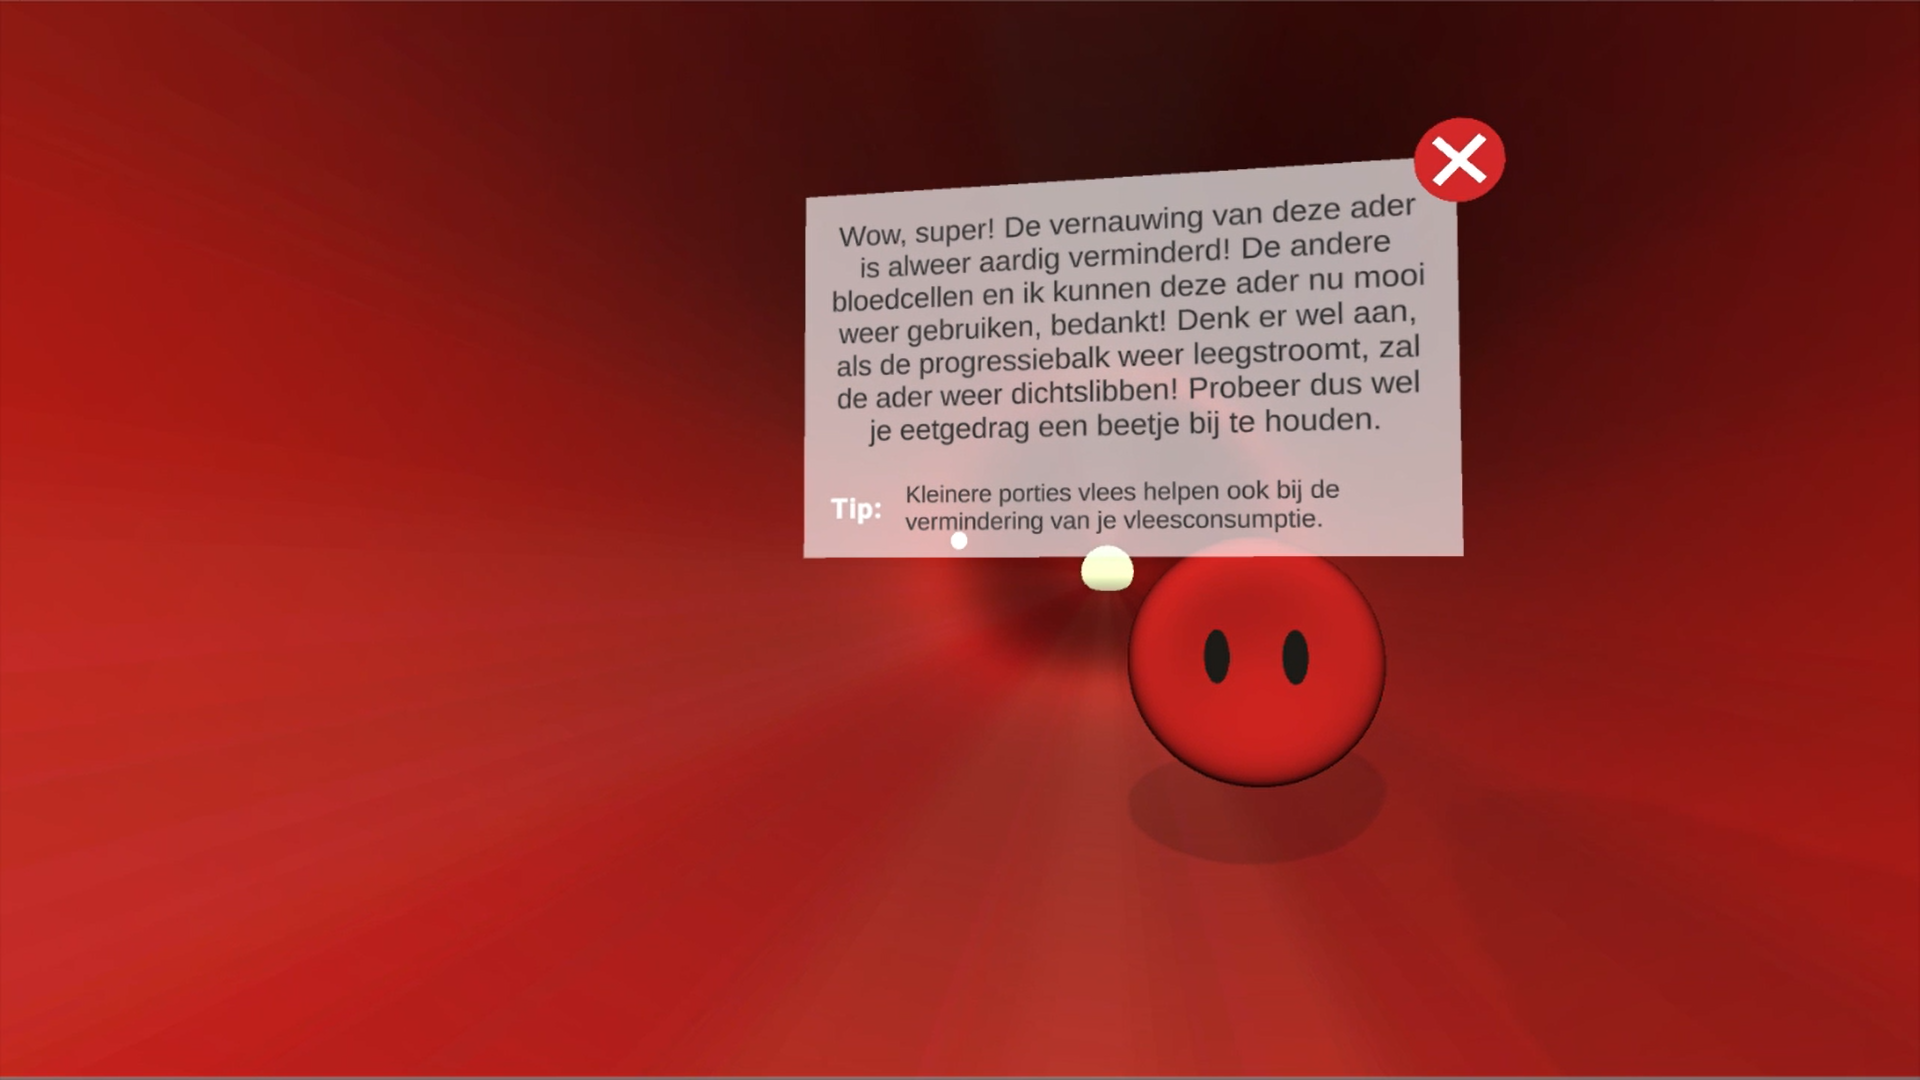 Wow, super! De vernauwing van deze ader
is alweer aardig verminderd! De andere
bloedcellen en ik kunnen deze ader nu mooi
weer gebruiken, bedankt! Denk er wel aan,
als de progressiebalk weer leegstroomt, zal
de ader weer dichtslibben! Probeer dus wel
je eetgedrag een beetje bij te houden.
Tip:
Kleinere porties vlees helpen ook bij de
vermindering van je vleesconsumptie.